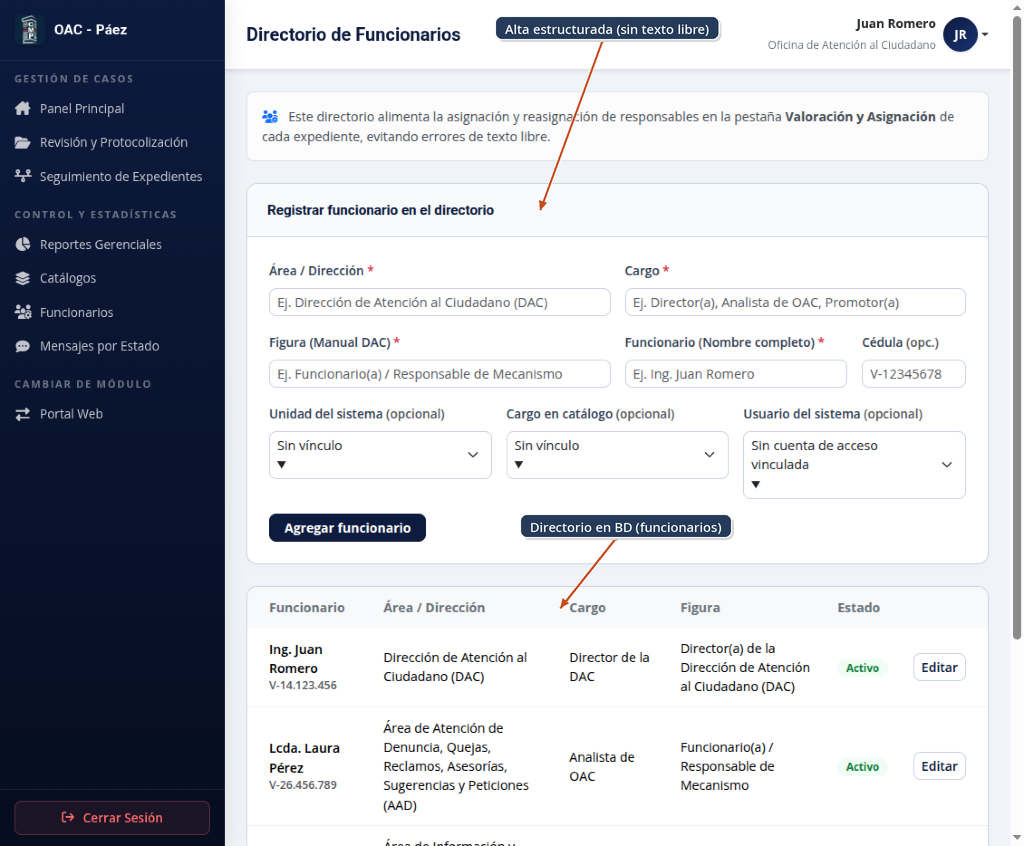 OAC - Páez
GESTIÓN DE CASOS
Panel Principal
Revisión y Protocolización
Seguimiento de Expedientes
CONTROL Y ESTADÍSTICAS
Reportes Gerenciales
Catálogos
Funcionarios
Mensajes por Estado
CAMBIAR DE MÓDULO
Portal Web
Cerrar Sesión
Directorio de Funcionarios
Alta estructurada (sin texto libre)
Juan Romero
Oficina de Atención al Ciudadano
JR
Este directorio alimenta la asignación y reasignación de responsables en la pestaña Valoración y Asignación de
cada expediente, evitando errores de texto libre.
Registrar funcionario en el directorio
Área / Dirección *
Cargo *
Ej. Dirección de Atención al Ciudadano (DAC)
Ej. Director(a), Analista de OAC, Promotor(a)
Figura (Manual DAC) *
Funcionario (Nombre completo) *
Cédula (opc.)
Ej. Funcionario(a) / Responsable de Mecanismo
Ej. Ing. Juan Romero
V-12345678
Unidad del sistema (opcional)
Cargo en catálogo (opcional)
Usuario del sistema (opcional)
Sin vínculo
Sin vínculo
Sin cuenta de acceso
vinculada
Agregar funcionario
Directorio en BD (funcionarios)
Funcionario
Área / Dirección
Cargo
Figura
Estado
Ing. Juan
Romero
V-14.123.456
Dirección de Atención al
Ciudadano (DAC)
Director de la
DAC
Director(a) de la
Dirección de Atención
al Ciudadano (DAC)
Activo
Editar
Lcda. Laura
Pérez
V-26.456.789
Área de Atención de
Denuncia, Quejas,
Reclamos, Asesorías,
Sugerencias y Peticiones
(AAD)
Analista de
OAC
Funcionario(a) /
Responsable de
Mecanismo
Activo
Editar
Área de Información y